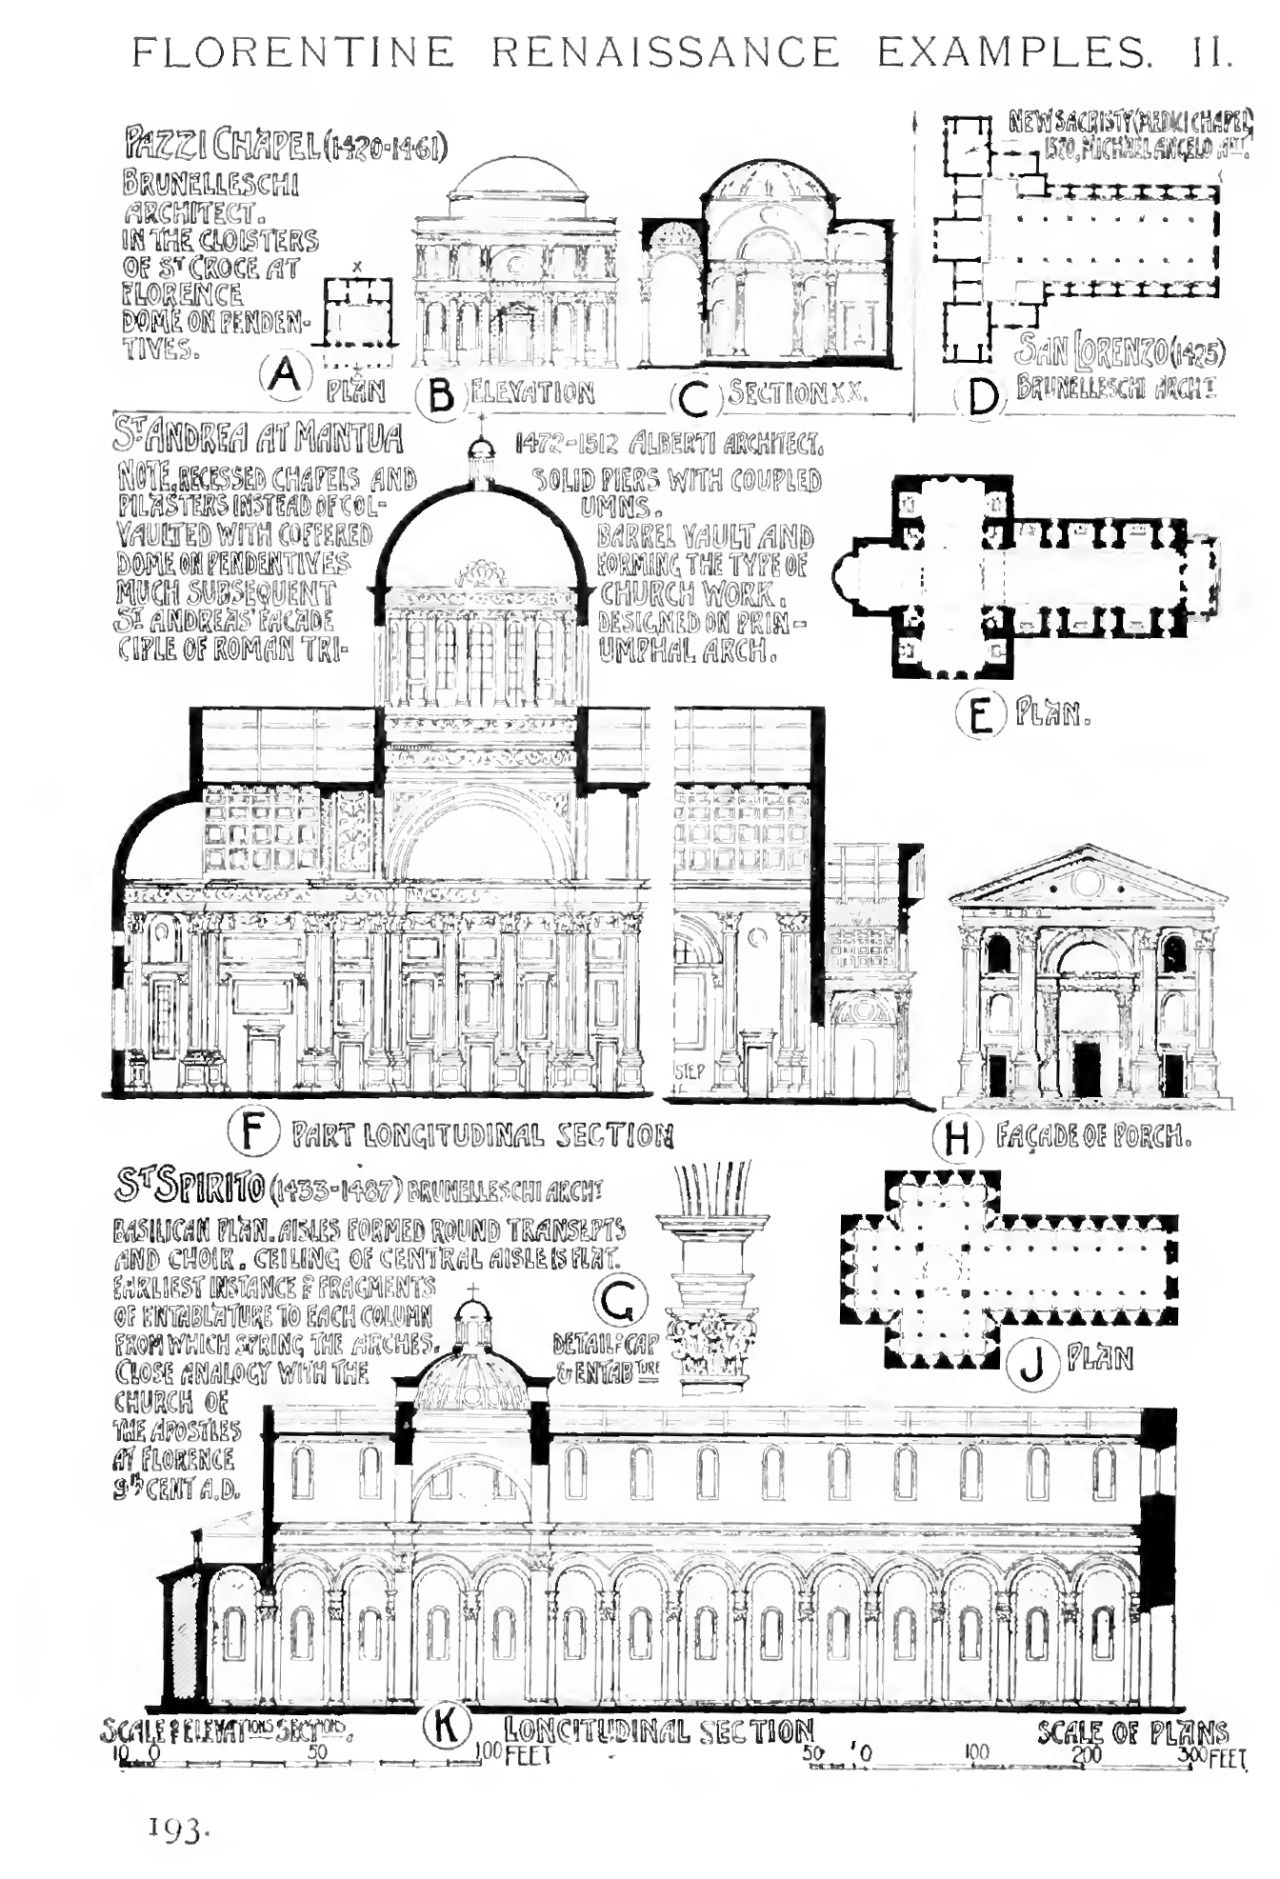 FLORENTINE RENAISSANCE EXAMPLES. II.
PAZZI CHAPEL (1420-1461)
BRUNELLESCHI
ARCHITECT.
IN THE CLOISTERS
OF ST CROCE AT
FLORENCE
DOME ON PENDEN-
TIVES.
X
X
A PLAN
B ELEVATION
C SECTION XX.
NEW SACRISTY (MEDICI CHAPEL)
1520, MICHAEL ANGELO ART.
SAN LORENZO (1425)
D BRUNELLESCHI ARCHT
ST ANDREA AT MANTUA 1472-1512 ALBERTI ARCHITECT.
NOTE, RECESSED CHAPELS AND SOLID PIERS WITH COUPLED
PILASTERS INSTEAD OF COL- UMNS.
VAULTED WITH COFFERED BARREL VAULT AND
DOME ON PENDENTIVES FORMING THE TYPE OF
MUCH SUBSEQUENT CHURCH WORK.
ST ANDREAS' FACADE DESIGNED ON PRIN-
CIPLE OF ROMAN TRI- UMPHAL ARCH.
E PLAN.
STEP
F PART LONGITUDINAL SECTION
H FAÇADE OF PORCH.
ST SPIRITO (1433-1487) BRUNELLESCHI ARCHT
BASILICAN PLAN. AISLES FORMED ROUND TRANSEPTS
AND CHOIR. CEILING OF CENTRAL AISLE IS FLAT.
EARLIEST INSTANCE OF FRAGMENTS
OF ENTABLATURE TO EACH COLUMN
FROM WHICH SPRING THE ARCHES.
CLOSE ANALOGY WITH THE
CHURCH OF
THE APOSTLES
AT FLORENCE
9TH CENT A.D.
G
DETAIL OF CAP
& ENTABTURE
J PLAN
SCALE OF ELEVATIONS SECTIONS.
K LONGITUDINAL SECTION
SCALE OF PLANS
10 0 50 100 FEET
50 0 100 200 300 FEET
193.